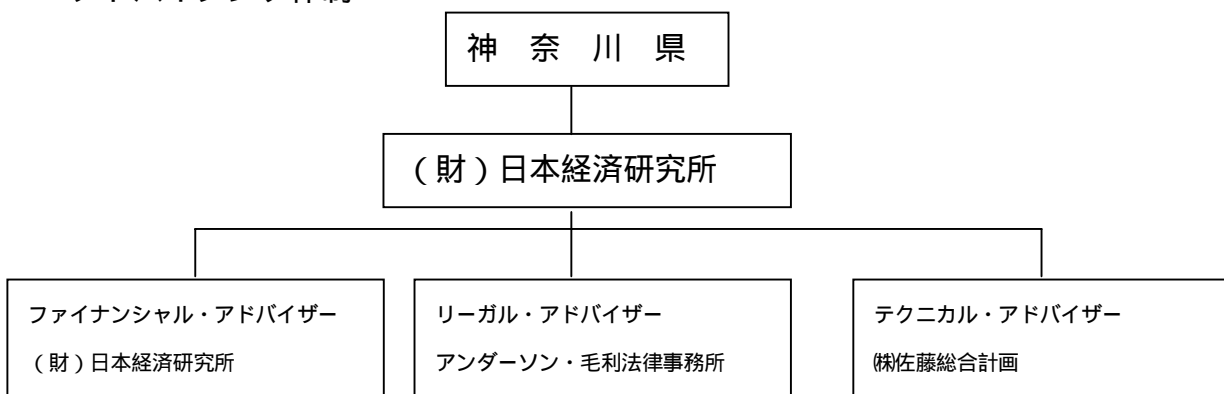 神 奈 川 県
（財）日本経済研究所
ファイナンシャル・アドバイザー
（財）日本経済研究所
リーガル・アドバイザー
アンダーソン・毛利法律事務所
テクニカル・アドバイザー
㈱佐藤総合計画